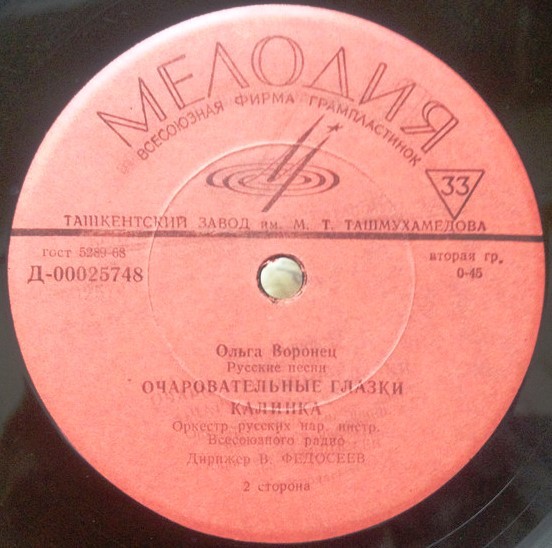 МЕЛОДИЯ
ВСЕСОЮЗНАЯ ФИРМА ГРАМПЛАСТИНОК
33
ТАШКЕНТСКИЙ ЗАВОД им. М. Т. ТАШМУХАМЕДОВА
гост 5289-68
вторая гр.
Д-00025748
0-45
Ольга Воронец
Русские песни
ОЧАРОВАТЕЛЬНЫЕ ГЛАЗКИ
КАЛИНКА
Оркестр русских нар. инстр.
Всесоюзного радио
Дирижер В. ФЕДОСЕЕВ
2 сторона